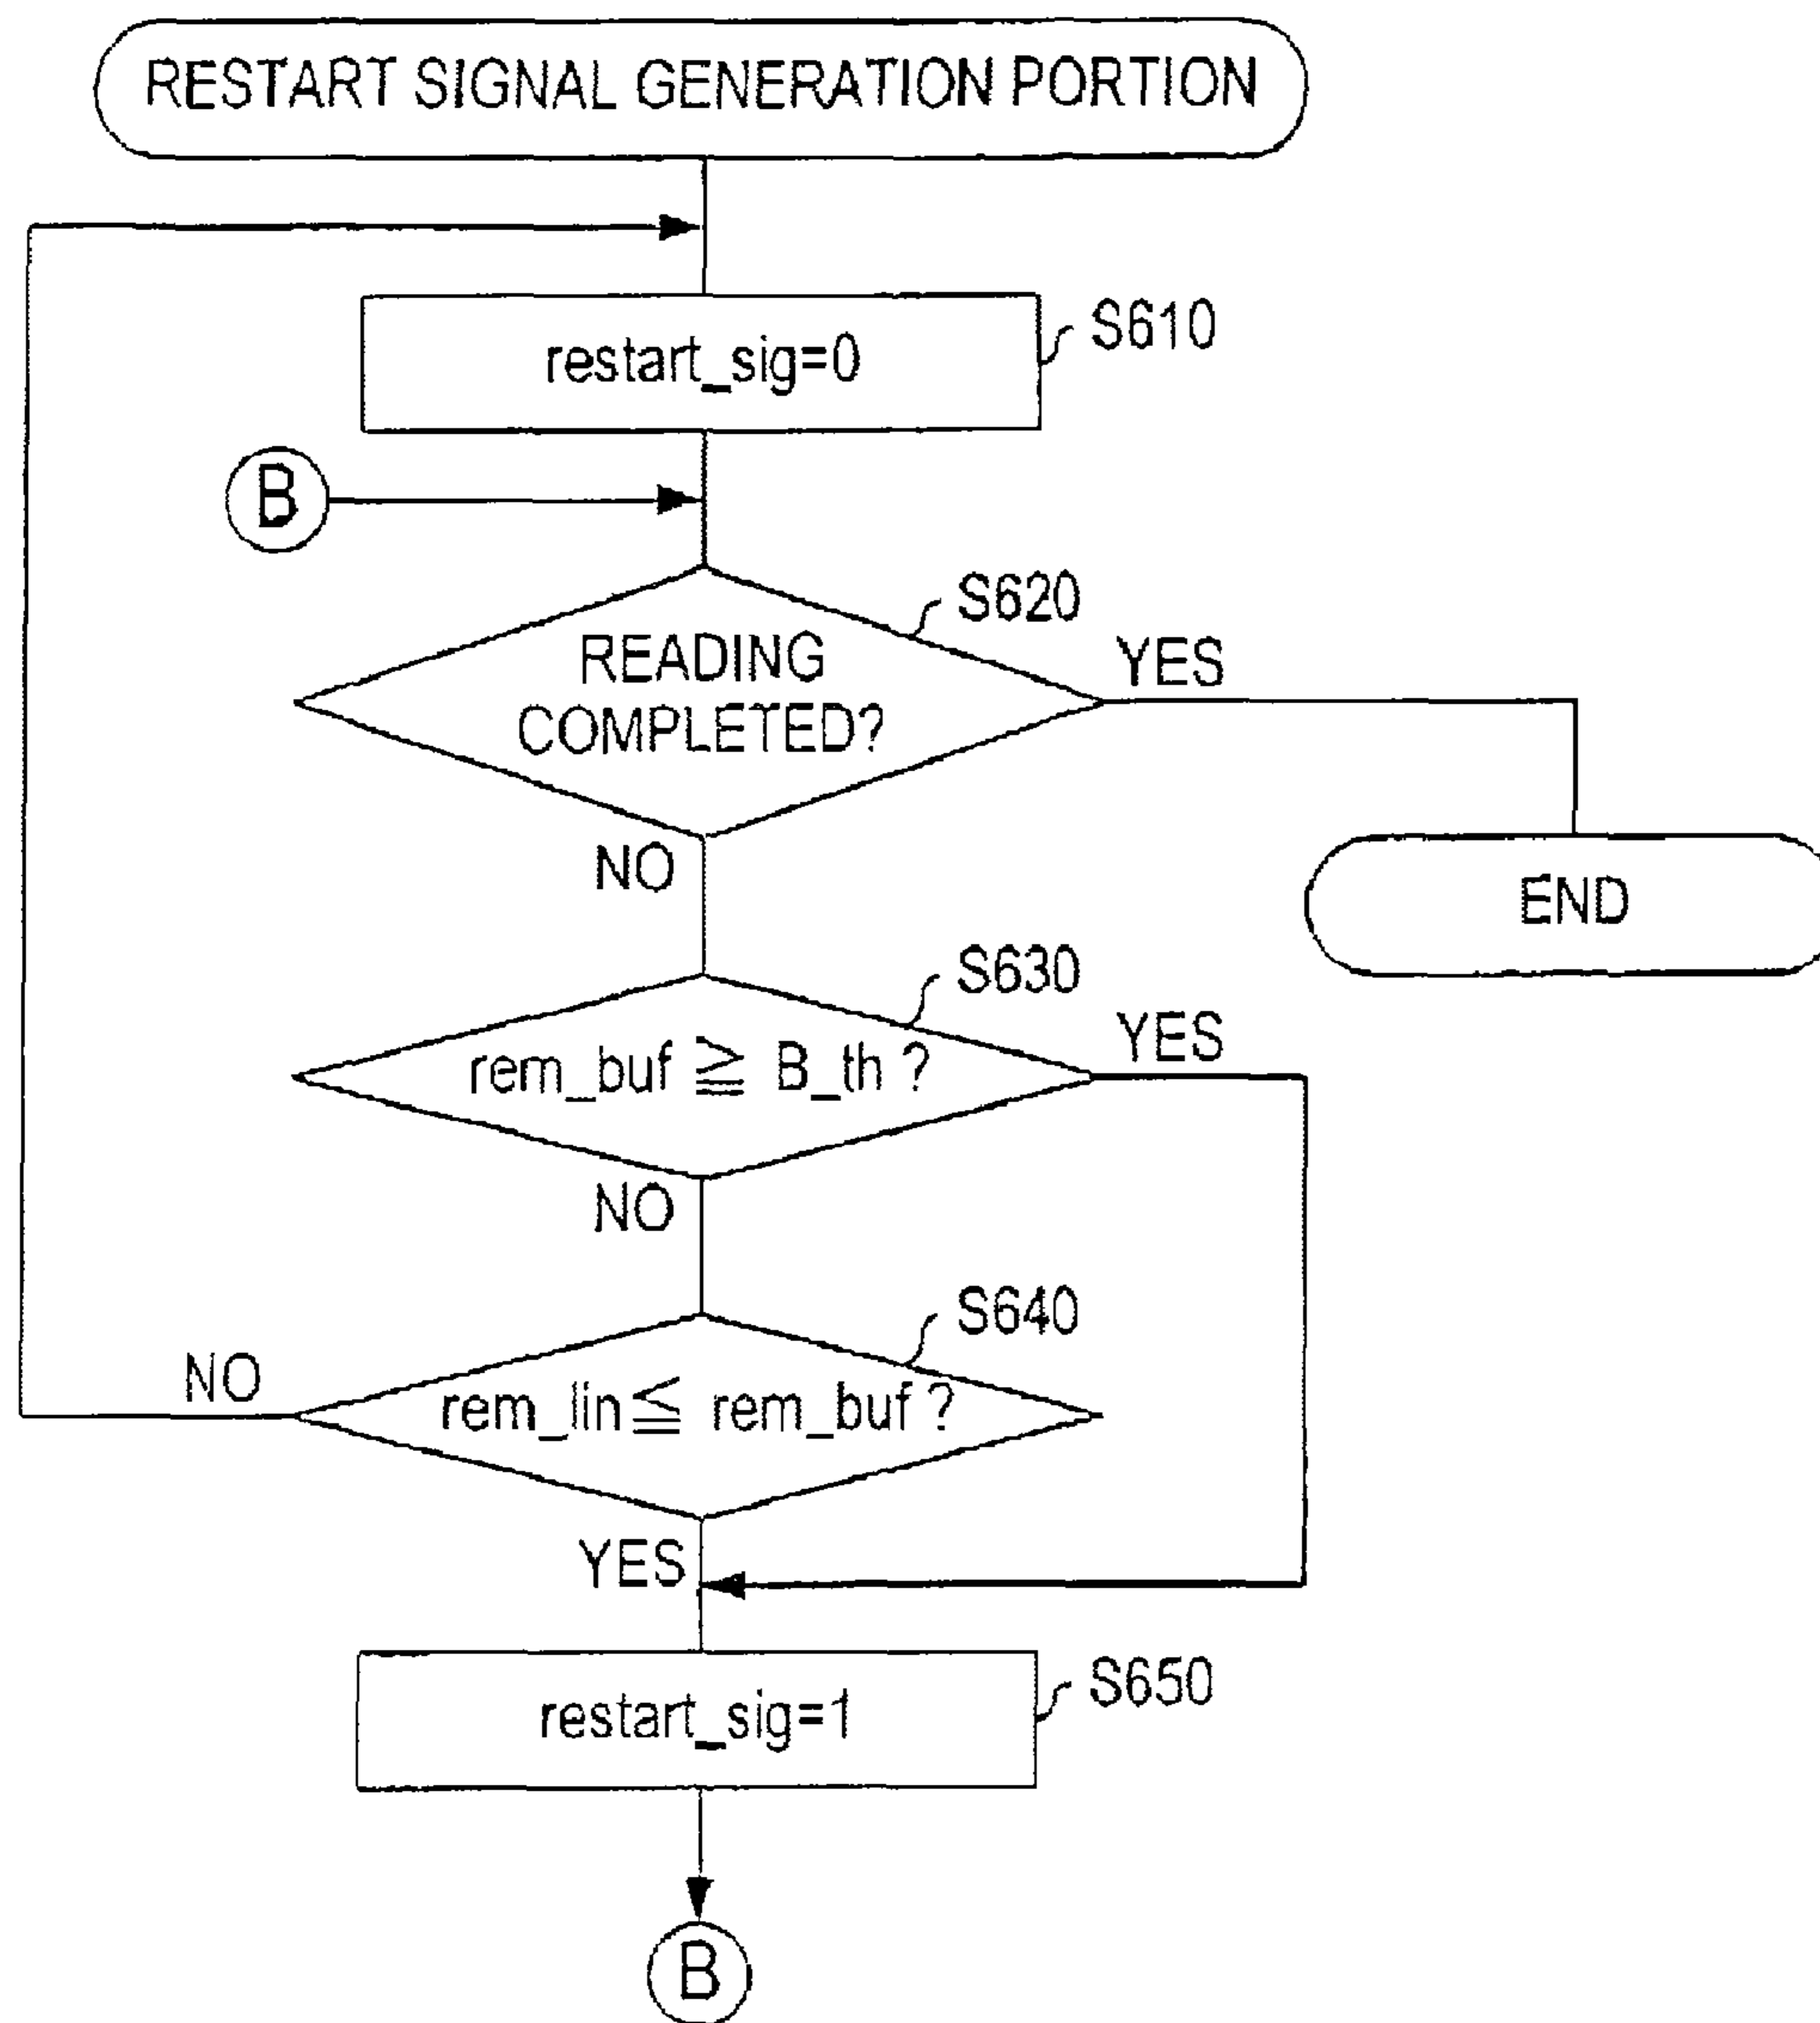 RESTART SIGNAL GENERATION PORTION
restart_sig=0
S610
B
S620
READING
COMPLETED?
YES
NO
END
S630
rem_buf ≧ B_th ?
YES
NO
S640
rem_lin ≦ rem_buf ?
NO
YES
restart_sig=1
S650
B